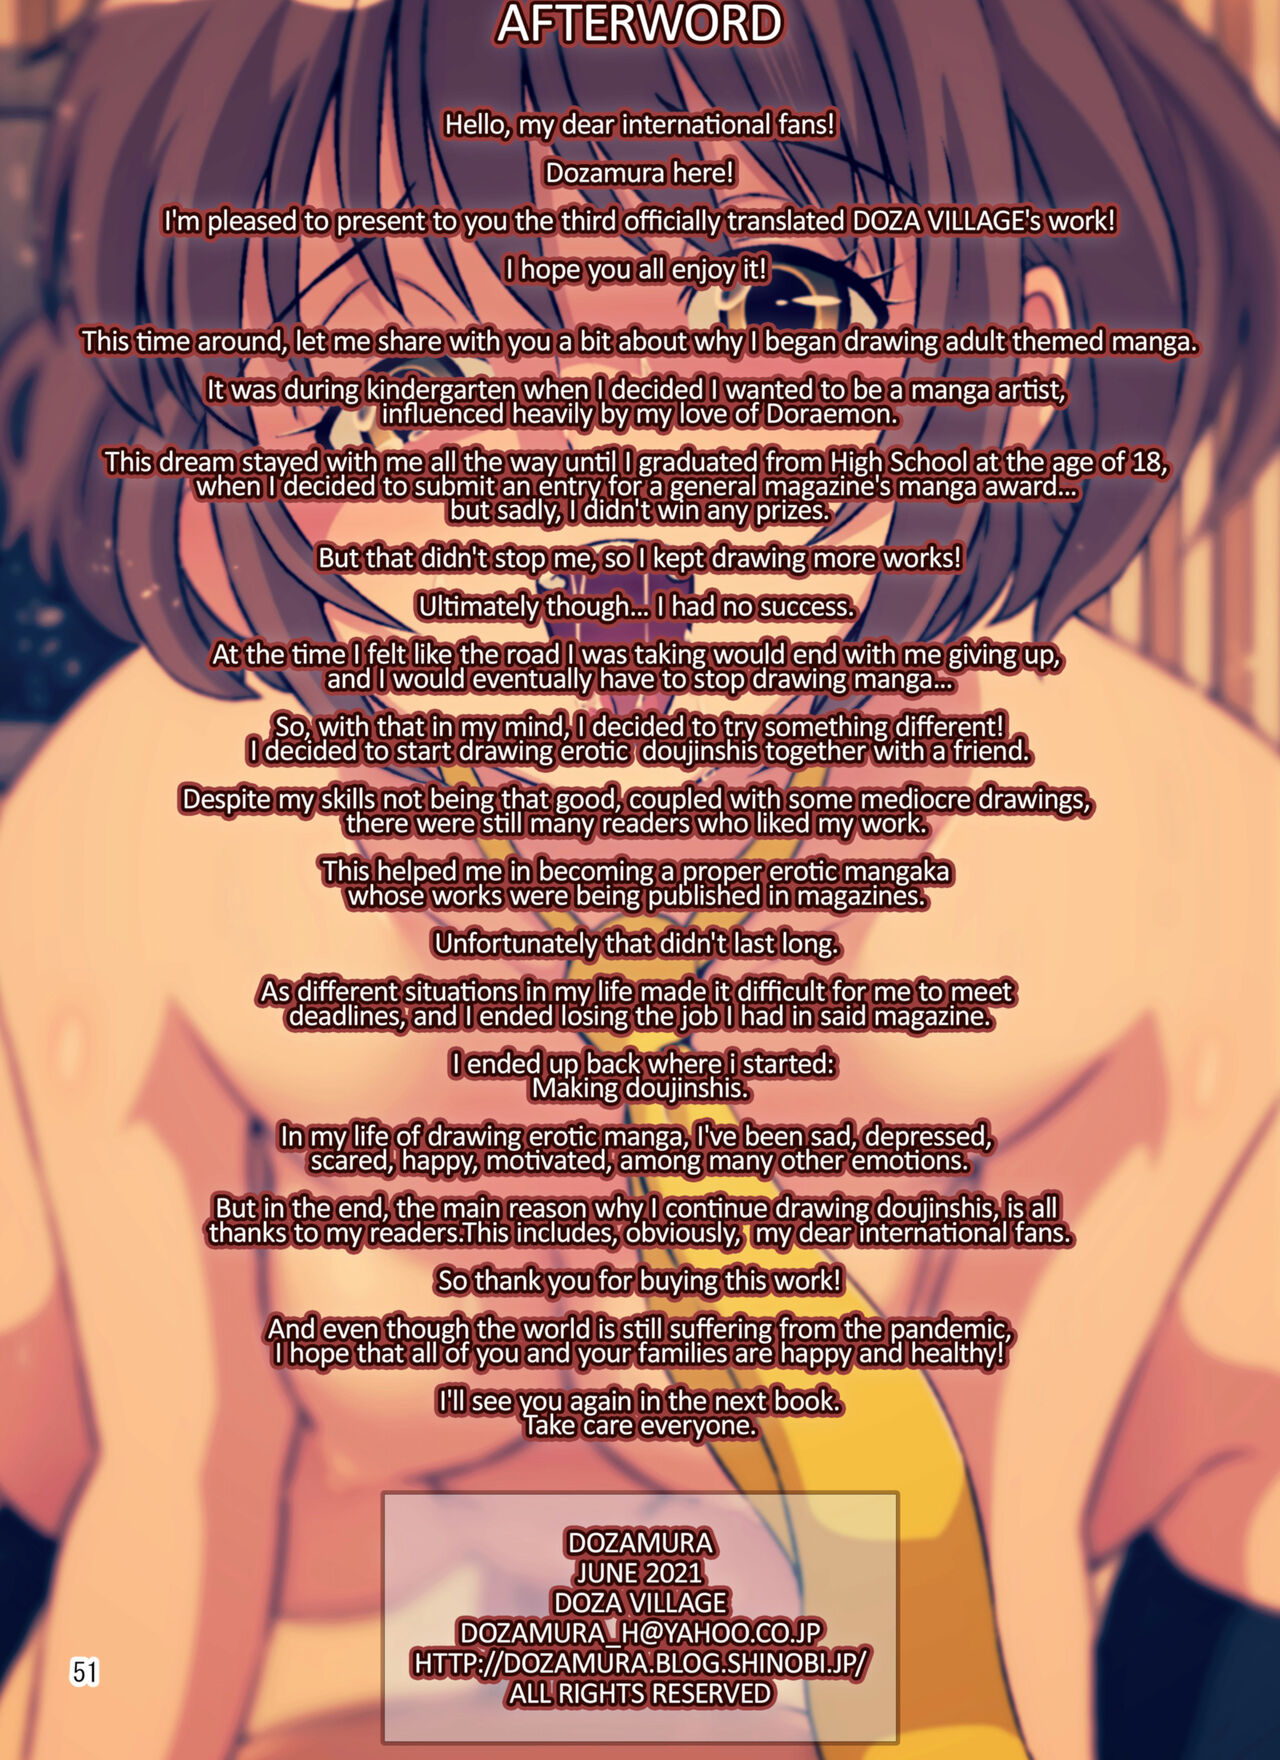 AFTERWORD
Hello, my dear international fans!
Dozamura here!
I'm pleased to present to you the third officially translated DOZA VILLAGE's work!
I hope you all enjoy it!
This time around, let me share with you a bit about why I began drawing adult themed manga.
It was during kindergarten when I decided I wanted to be a manga artist,
influenced heavily by my love of Doraemon.
This dream stayed with me all the way until I graduated from High School at the age of 18,
when I decided to submit an entry for a general magazine's manga award...
but sadly, I didn't win any prizes.
But that didn't stop me, so I kept drawing more works!
Ultimately though... I had no success.
At the time I felt like the road I was taking would end with me giving up,
and I would eventually have to stop drawing manga...
So, with that in my mind, I decided to try something different!
I decided to start drawing erotic  doujinshis together with a friend.
Despite my skills not being that good, coupled with some mediocre drawings,
there were still many readers who liked my work.
This helped me in becoming a proper erotic mangaka
whose works were being published in magazines.
Unfortunately that didn't last long.
As different situations in my life made it difficult for me to meet
deadlines, and I ended losing the job I had in said magazine.
I ended up back where i started:
Making doujinshis.
In my life of drawing erotic manga, I've been sad, depressed,
scared, happy, motivated, among many other emotions.
But in the end, the main reason why I continue drawing doujinshis, is all
thanks to my readers.This includes, obviously,  my dear international fans.
So thank you for buying this work!
And even though the world is still suffering from the pandemic,
I hope that all of you and your families are happy and healthy!
I'll see you again in the next book.
Take care everyone.
DOZAMURA
JUNE 2021
DOZA VILLAGE
DOZAMURA_H@YAHOO.CO.JP
HTTP://DOZAMURA.BLOG.SHINOBI.JP/
ALL RIGHTS RESERVED
51